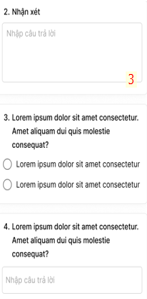 2. Nhận xét
Nhập câu trả lời
3
3. Lorem ipsum dolor sit amet consectetur.
Amet aliquam dui quis molestie
consequat?
Lorem ipsum dolor sit amet consectetur
Lorem ipsum dolor sit amet consectetur
4. Lorem ipsum dolor sit amet consectetur.
Amet aliquam dui quis molestie
consequat?
Nhập câu trả lời